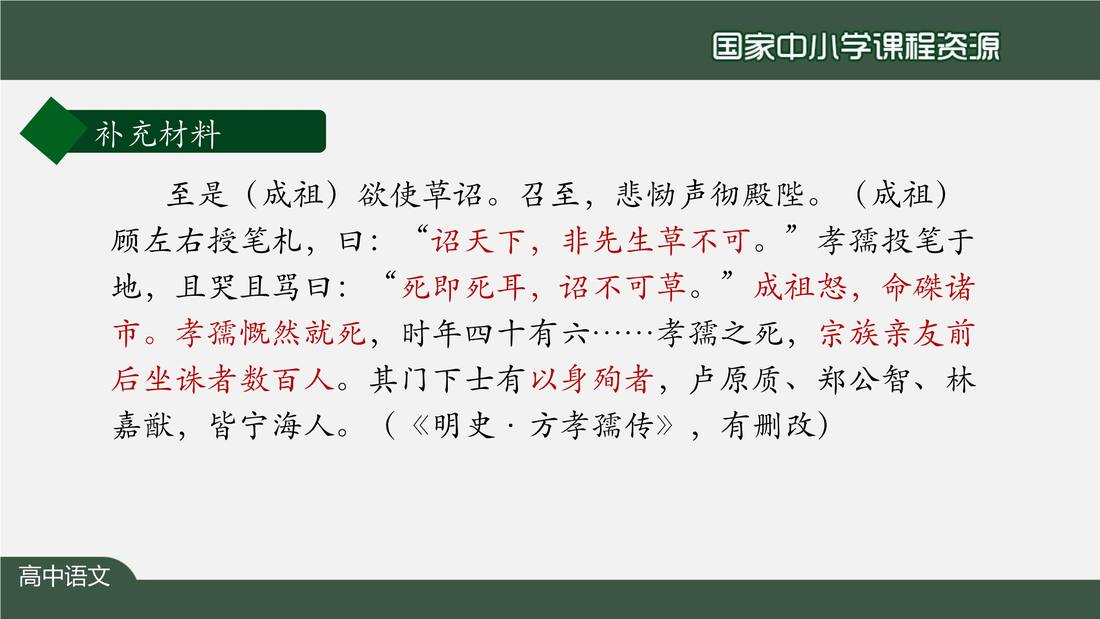 国家中小学课程资源
补充材料
至是（成祖）欲使草诏。召至，悲恸声彻殿陛。（成祖）
顾左右授笔札，曰：“诏天下，非先生草不可。”孝孺投笔于
地，且哭且骂曰：“死即死耳，诏不可草。”成祖怒，命磔诸
市。孝孺慨然就死，时年四十有六……孝孺之死，宗族亲友前
后坐诛者数百人。其门下士有以身殉者，卢原质、郑公智、林
嘉猷，皆宁海人。（《明史·方孝孺传》，有删改）
高中语文